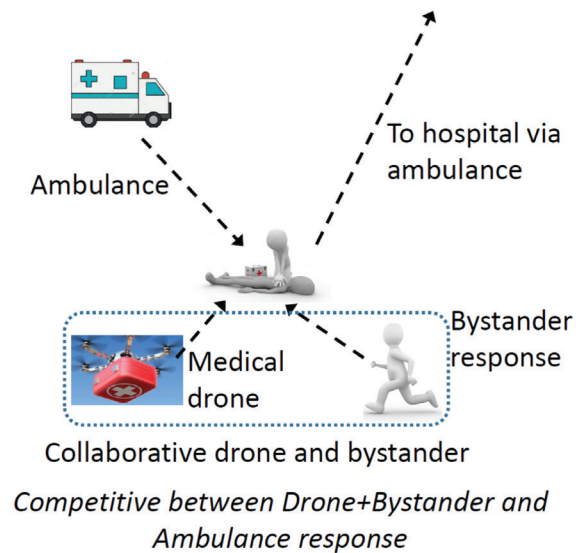 Ambulance
To hospital via
ambulance
Bystander
response
Medical
drone
Collaborative drone and bystander
Competitive between Drone+Bystander and
Ambulance response